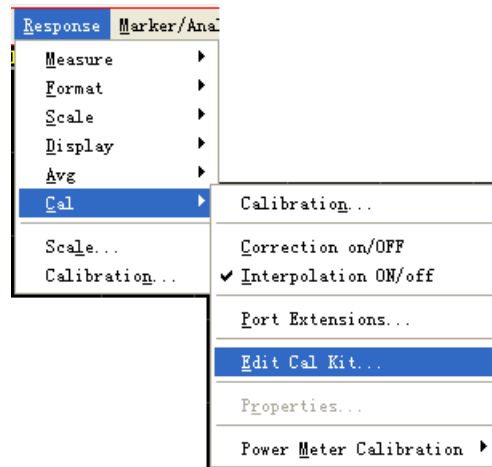 Response Marker/Ana
Measure
Format
Scale
Display
Avg
Cal
Scale...
Calibration...
Calibration...
Correction on/OFF
Interpolation ON/off
Port Extensions...
Edit Cal Kit...
Properties...
Power Meter Calibration